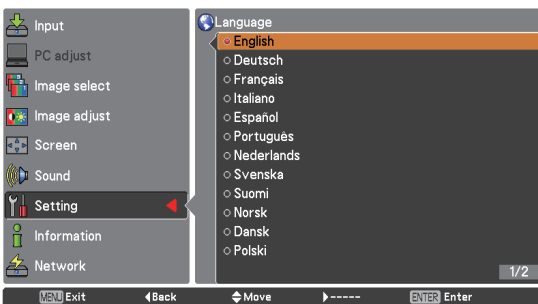 Input
PC adjust
Image select
Image adjust
Screen
Sound
Setting
Information
Network
Language
English
Deutsch
Français
Italiano
Español
Português
Nederlands
Svenska
Suomi
Norsk
Dansk
Polski
1/2
MENU Exit ◀Back ◆Move ▶----- ENTER Enter